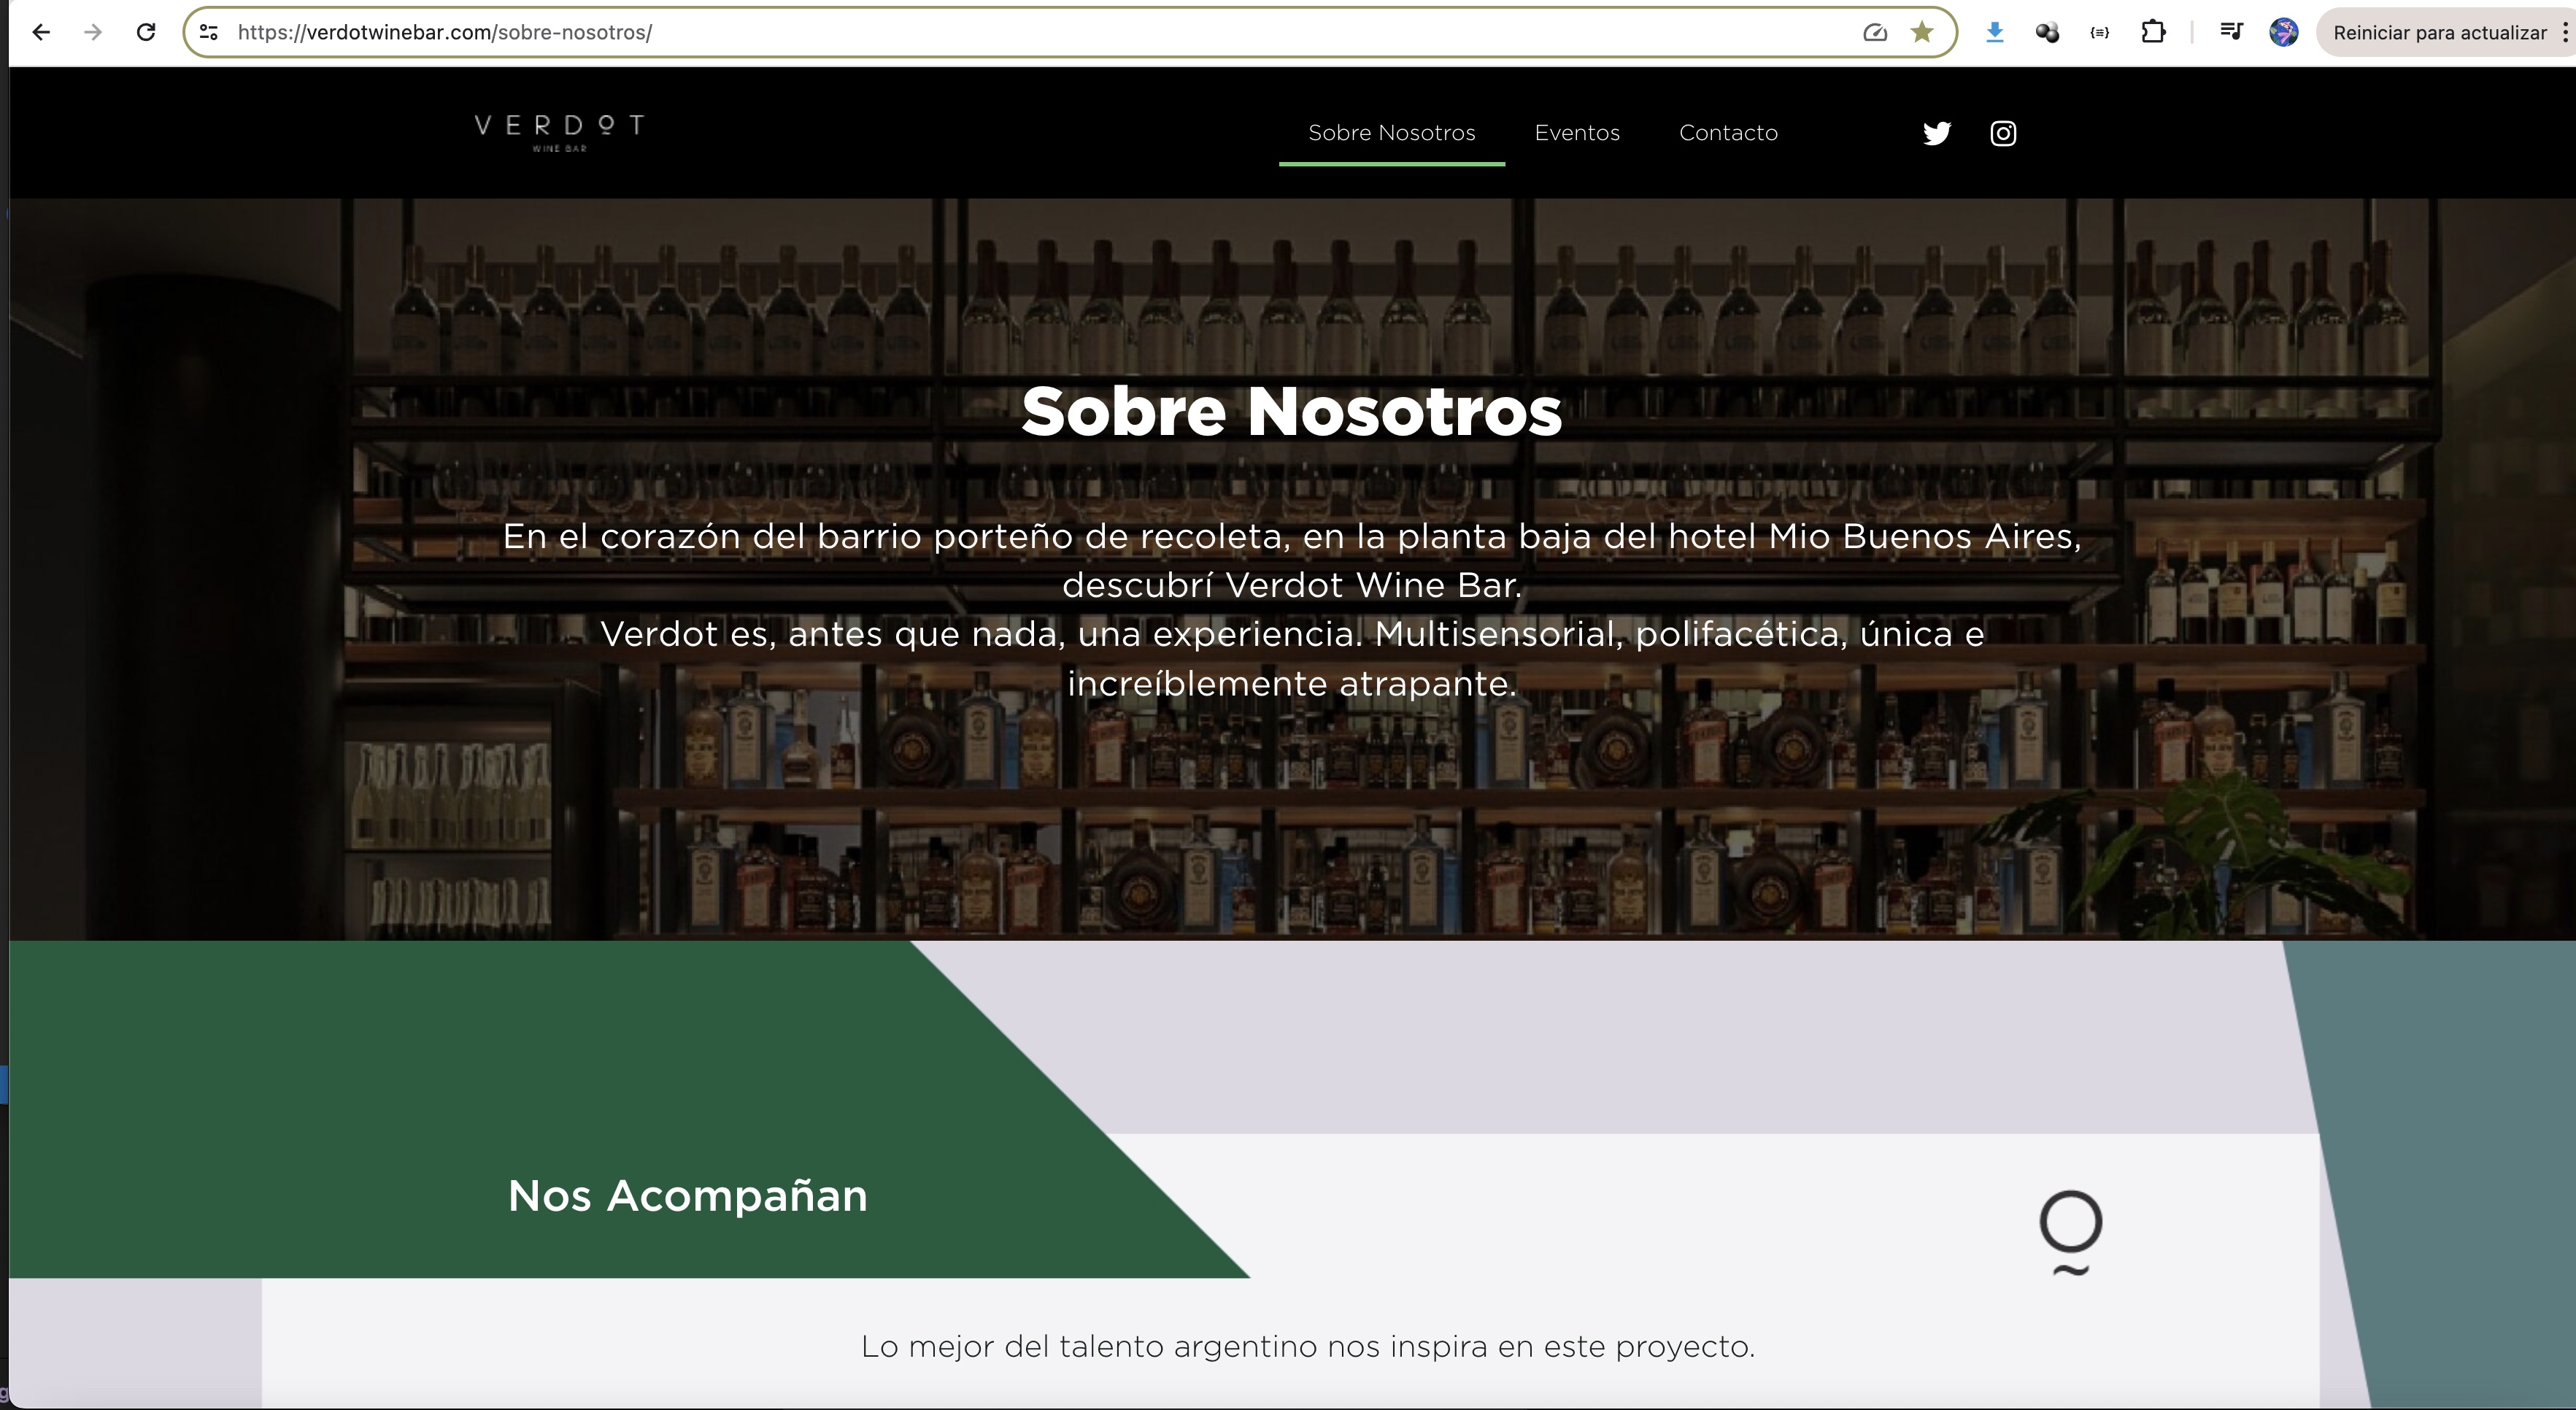 https://verdotwinebar.com/sobre-nosotros/
Reiniciar para actualizar
VERDOT
WINE BAR
Sobre Nosotros
Eventos
Contacto
Sobre Nosotros
En el corazón del barrio porteño de recoleta, en la planta baja del hotel Mio Buenos Aires,
descubrí Verdot Wine Bar.
Verdot es, antes que nada, una experiencia. Multisensorial, polifacética, única e
increíblemente atrapante.
Nos Acompañan
Lo mejor del talento argentino nos inspira en este proyecto.